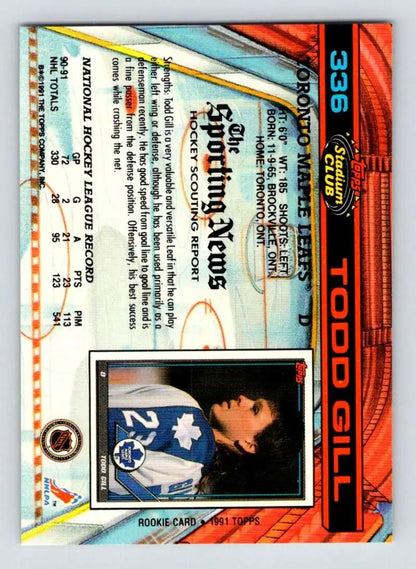 336
TOPPS
Stadium
CLUB
TODD GILL
TORONTO MAPLE LEAFS D
HT: 6'0" WT: 185 SHOOTS: LEFT
BORN: 11-9-65, BROCKVILLE, ONT.
HOME: TORONTO, ONT.
The
Sporting News
HOCKEY SCOUTING REPORT
Strengths: Todd Gill is very valuable and versatile Leaf in that he can play
either left wing or defense, although he has been used primarily as a
defenseman recently. He has good speed from goal line to goal line and is
a fine passer from the defense position. Offensively, his best success
comes while crashing the net.
NATIONAL HOCKEY LEAGUE RECORD
GP G A PTS PIM
90-91 72 2 21 23 113
NHL TOTALS 330 28 95 123 541
B*©1991 THE TOPPS COMPANY, INC.
TOPPS
23
D
TODD GILL
ROOKIE CARD • 1991 TOPPS
NHL
NHLPA
TM